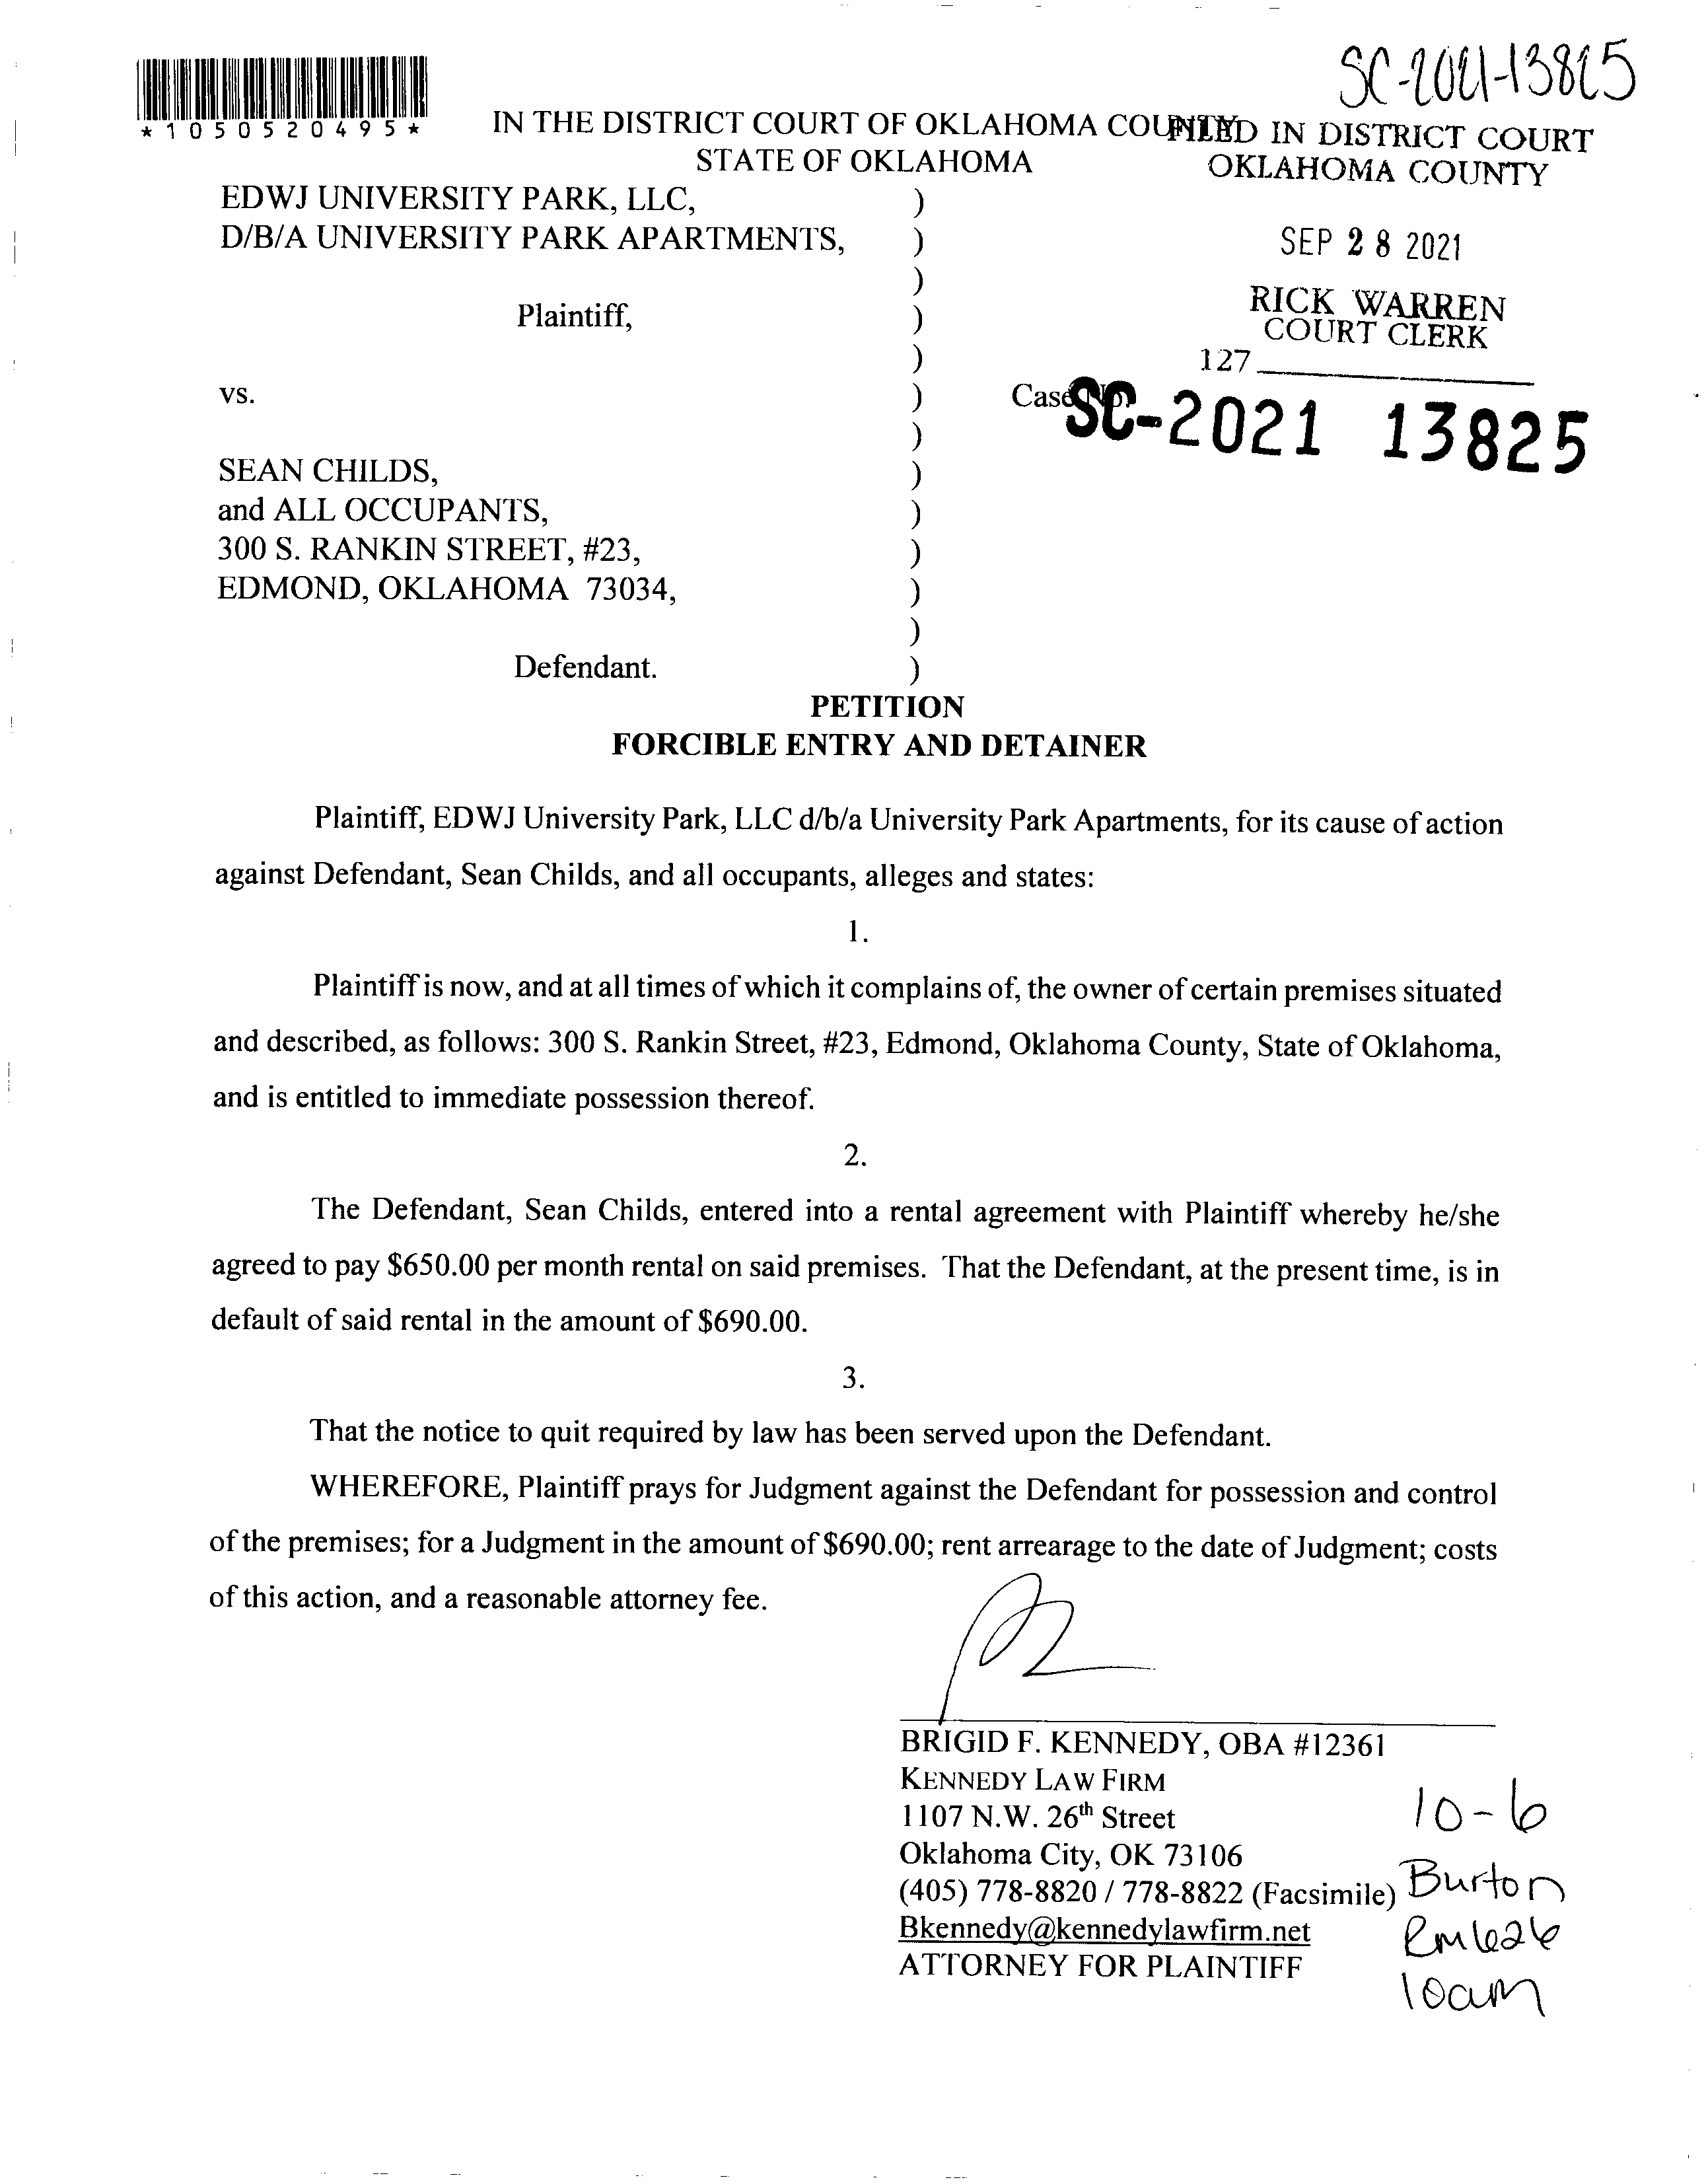 SC-2021-13825
*1050520495*
IN THE DISTRICT COURT OF OKLAHOMA COUNTY
STATE OF OKLAHOMA
FILED IN DISTRICT COURT
OKLAHOMA COUNTY
SEP 28 2021
RICK WARREN
COURT CLERK
127
EDWJ UNIVERSITY PARK, LLC, )
D/B/A UNIVERSITY PARK APARTMENTS, )
)
Plaintiff, )
)
vs. ) Case No.
SC-2021 13825
)
SEAN CHILDS, )
and ALL OCCUPANTS, )
300 S. RANKIN STREET, #23, )
EDMOND, OKLAHOMA 73034, )
)
Defendant. )
PETITION
FORCIBLE ENTRY AND DETAINER
Plaintiff, EDWJ University Park, LLC d/b/a University Park Apartments, for its cause of action
against Defendant, Sean Childs, and all occupants, alleges and states:
1.
Plaintiff is now, and at all times of which it complains of, the owner of certain premises situated
and described, as follows: 300 S. Rankin Street, #23, Edmond, Oklahoma County, State of Oklahoma,
and is entitled to immediate possession thereof.
2.
The Defendant, Sean Childs, entered into a rental agreement with Plaintiff whereby he/she
agreed to pay $650.00 per month rental on said premises. That the Defendant, at the present time, is in
default of said rental in the amount of $690.00.
3.
That the notice to quit required by law has been served upon the Defendant.
WHEREFORE, Plaintiff prays for Judgment against the Defendant for possession and control
of the premises; for a Judgment in the amount of $690.00; rent arrearage to the date of Judgment; costs
of this action, and a reasonable attorney fee.
BRIGID F. KENNEDY, OBA #12361
KENNEDY LAW FIRM
1107 N.W. 26th Street
Oklahoma City, OK 73106
(405) 778-8820 / 778-8822 (Facsimile)
Bkennedy@kennedylawfirm.net
ATTORNEY FOR PLAINTIFF
10-6
Burton
Rm 626
10am